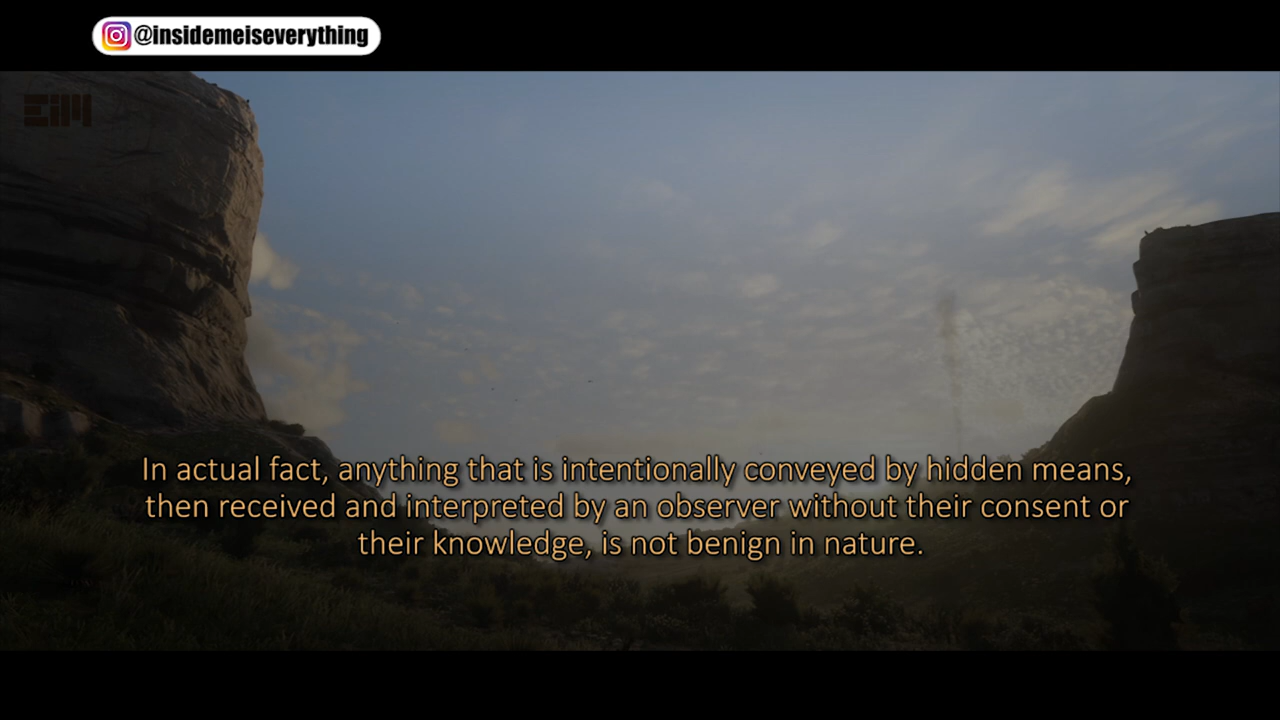 @insidemeiseverything
EiM
In actual fact, anything that is intentionally conveyed by hidden means,
then received and interpreted by an observer without their consent or
their knowledge, is not benign in nature.